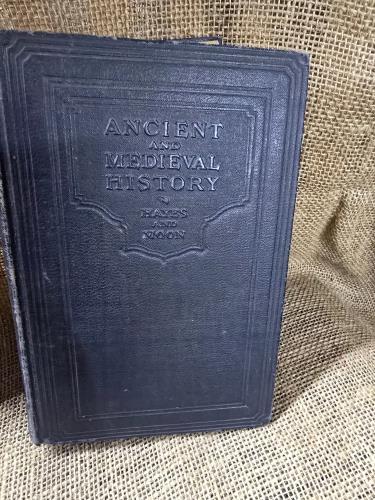 ANCIENT
AND
MEDIEVAL
HISTORY
HAYES
AND
MOON